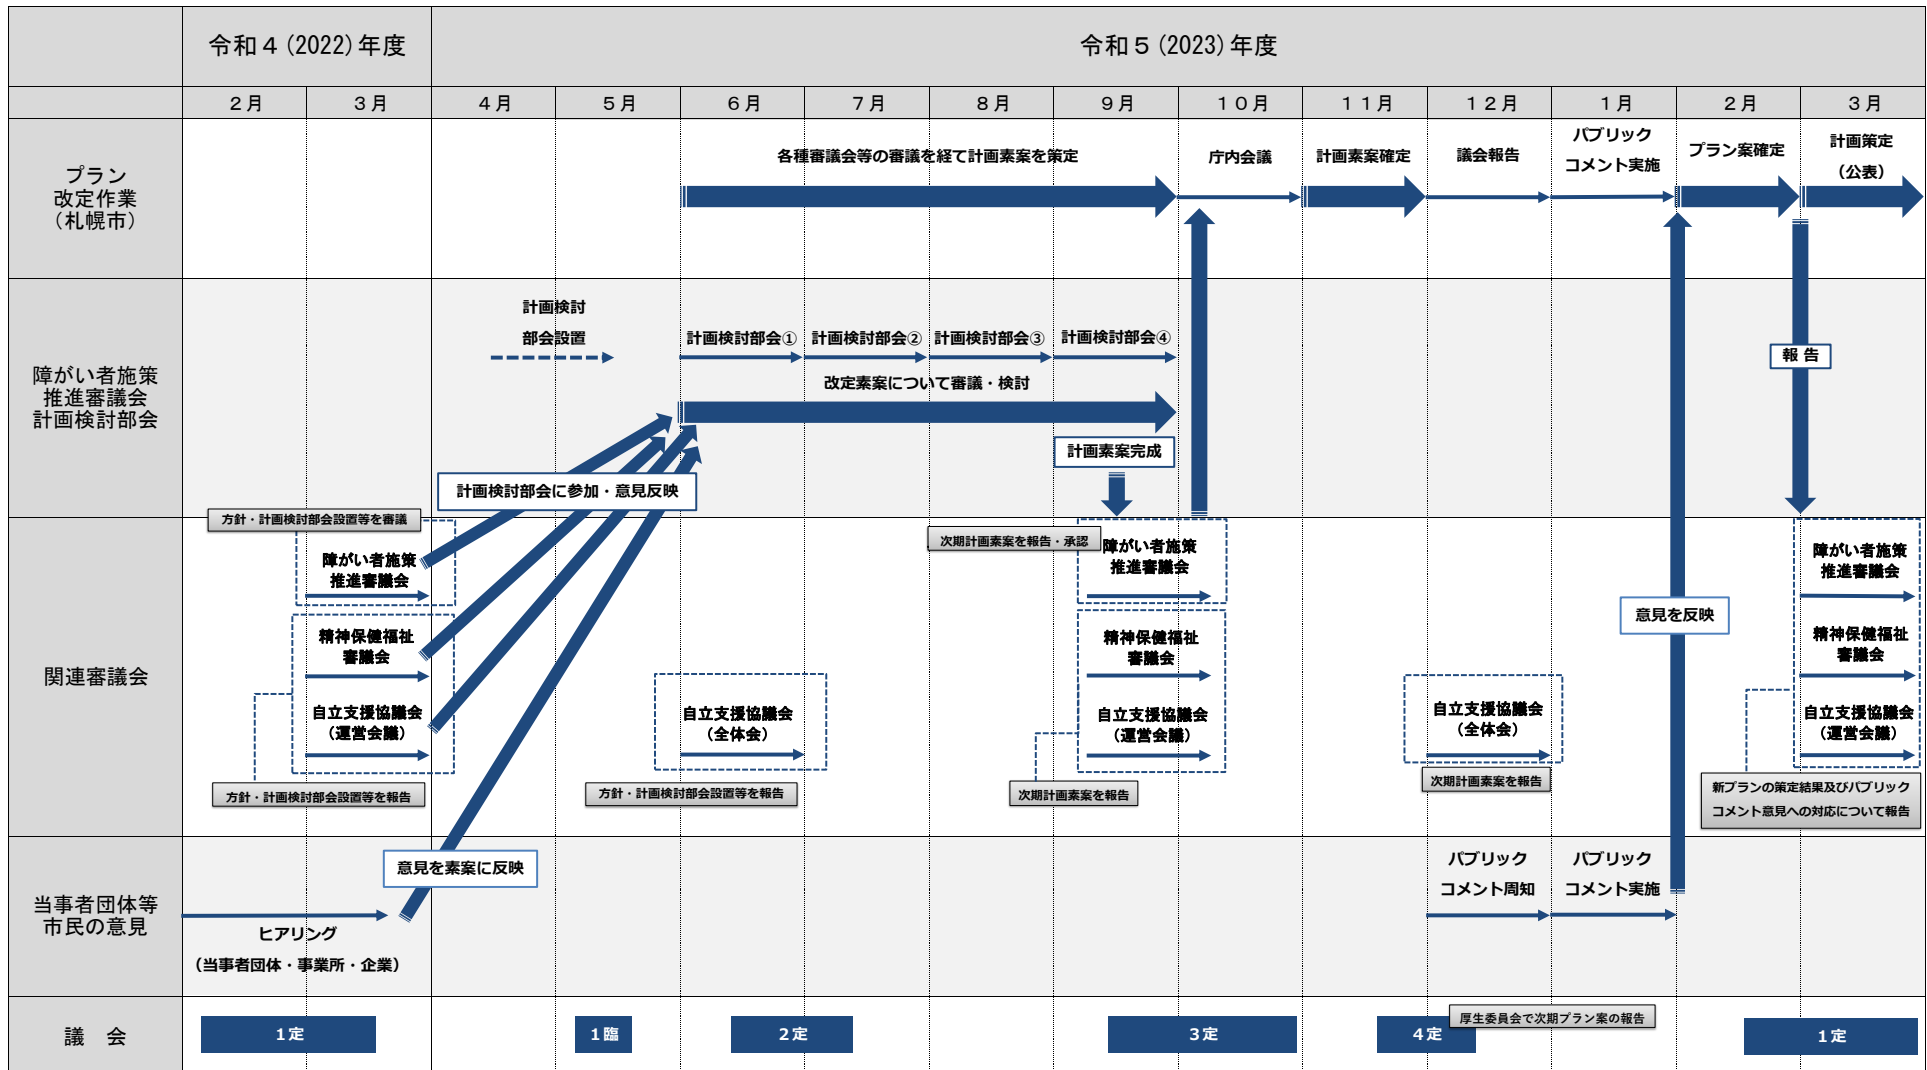 令和４(2022)年度
令和５(2023)年度
２月
３月
４月
５月
６月
７月
８月
９月
１０月
１１月
１２月
１月
２月
３月
プラン
改定作業
（札幌市）
各種審議会等の審議を経て計画素案を策定
庁内会議
計画素案確定
議会報告
パブリック
コメント実施
プラン案確定
計画策定
（公表）
障がい者施策
推進審議会
計画検討部会
計画検討
部会設置
計画検討部会①
計画検討部会②
計画検討部会③
計画検討部会④
改定素案について審議・検討
計画素案完成
報 告
計画検討部会に参加・意見反映
関連審議会
方針・計画検討部会設置等を審議
障がい者施策
推進審議会
精神保健福祉
審議会
自立支援協議会
（運営会議）
方針・計画検討部会設置等を報告
自立支援協議会
（全体会）
方針・計画検討部会設置等を報告
次期計画素案を報告・承認
障がい者施策
推進審議会
精神保健福祉
審議会
自立支援協議会
（運営会議）
次期計画素案を報告
自立支援協議会
（全体会）
次期計画素案を報告
意見を反映
障がい者施策
推進審議会
精神保健福祉
審議会
自立支援協議会
（運営会議）
新プランの策定結果及びパブリック
コメント意見への対応について報告
当事者団体等
市民の意見
意見を素案に反映
ヒアリング
（当事者団体・事業所・企業）
パブリック
コメント周知
パブリック
コメント実施
議　会
１定
１臨
２定
３定
４定
厚生委員会で次期プラン案の報告
１定